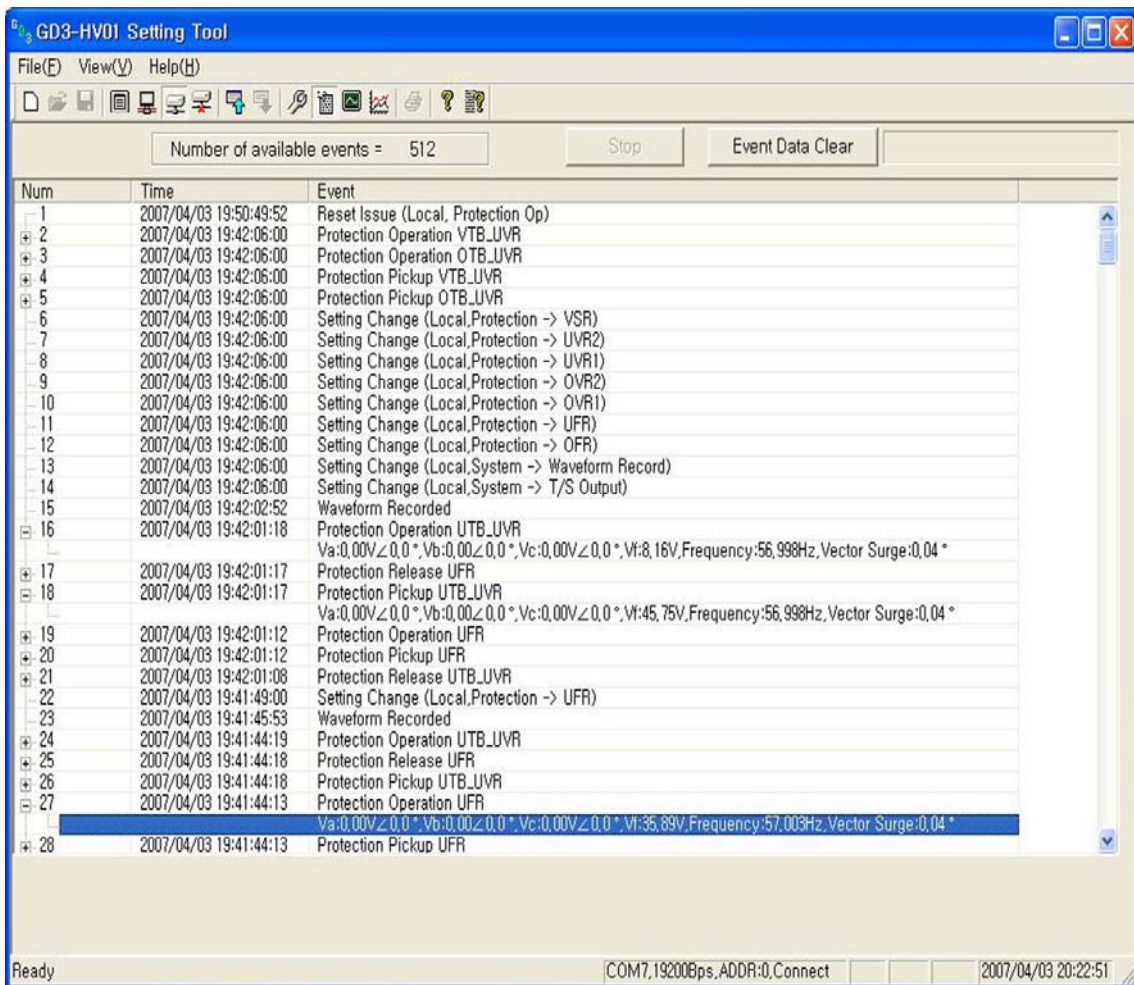 GD3-HV01 Setting Tool
File(F) View(V) Help(H)
Number of available events = 512
Stop
Event Data Clear
Num Time Event
1 2007/04/03 19:50:49:52 Reset Issue (Local, Protection Op)
2 2007/04/03 19:42:06:00 Protection Operation VTB_UVR
3 2007/04/03 19:42:06:00 Protection Operation OTB_UVR
4 2007/04/03 19:42:06:00 Protection Pickup VTB_UVR
5 2007/04/03 19:42:06:00 Protection Pickup OTB_UVR
6 2007/04/03 19:42:06:00 Setting Change (Local,Protection -> VSR)
7 2007/04/03 19:42:06:00 Setting Change (Local,Protection -> UVR2)
8 2007/04/03 19:42:06:00 Setting Change (Local,Protection -> UVR1)
9 2007/04/03 19:42:06:00 Setting Change (Local,Protection -> OVR2)
10 2007/04/03 19:42:06:00 Setting Change (Local,Protection -> OVR1)
11 2007/04/03 19:42:06:00 Setting Change (Local,Protection -> UFR)
12 2007/04/03 19:42:06:00 Setting Change (Local,Protection -> OFR)
13 2007/04/03 19:42:06:00 Setting Change (Local,System -> Waveform Record)
14 2007/04/03 19:42:06:00 Setting Change (Local,System -> T/S Output)
15 2007/04/03 19:42:02:52 Waveform Recorded
16 2007/04/03 19:42:01:18 Protection Operation UTB_UVR
Va:0,00V∠0,0°,Vb:0,00∠0,0°,Vc:0,00V∠0,0°,Vf:8,16V,Frequency:56,998Hz,Vector Surge:0,04°
17 2007/04/03 19:42:01:17 Protection Release UFR
18 2007/04/03 19:42:01:17 Protection Pickup UTB_UVR
Va:0,00V∠0,0°,Vb:0,00∠0,0°,Vc:0,00V∠0,0°,Vf:45,75V,Frequency:56,998Hz,Vector Surge:0,04°
19 2007/04/03 19:42:01:12 Protection Operation UFR
20 2007/04/03 19:42:01:12 Protection Pickup UFR
21 2007/04/03 19:42:01:08 Protection Release UTB_UVR
22 2007/04/03 19:41:49:00 Setting Change (Local,Protection -> UFR)
23 2007/04/03 19:41:45:53 Waveform Recorded
24 2007/04/03 19:41:44:19 Protection Operation UTB_UVR
25 2007/04/03 19:41:44:18 Protection Release UFR
26 2007/04/03 19:41:44:18 Protection Pickup UTB_UVR
27 2007/04/03 19:41:44:13 Protection Operation UFR
Va:0,00V∠0,0°,Vb:0,00∠0,0°,Vc:0,00V∠0,0°,Vf:35,89V,Frequency:57,003Hz,Vector Surge:0,04°
28 2007/04/03 19:41:44:13 Protection Pickup UFR
Ready COM7,19200Bps,ADDR:0,Connect 2007/04/03 20:22:51